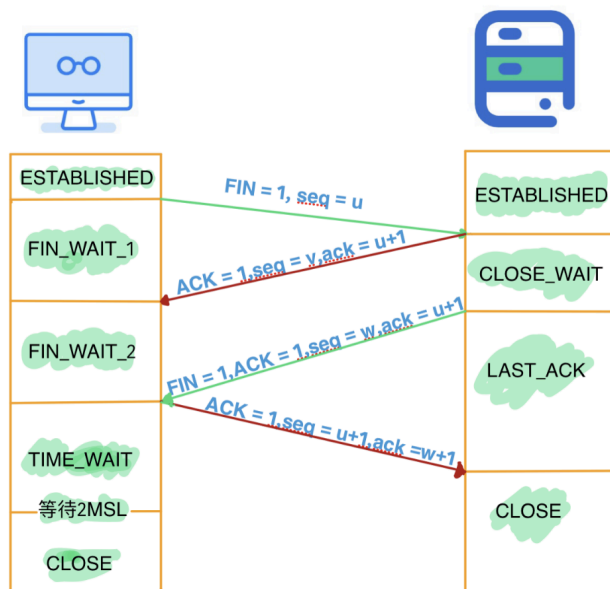 ESTABLISHED
FIN = 1, seq = u
ESTABLISHED
FIN_WAIT_1
ACK = 1,seq = v,ack = u+1
CLOSE_WAIT
FIN_WAIT_2
FIN = 1,ACK = 1,seq = w,ack = u+1
LAST_ACK
ACK = 1,seq = u+1,ack =w+1
TIME_WAIT
等待2MSL
CLOSE
CLOSE